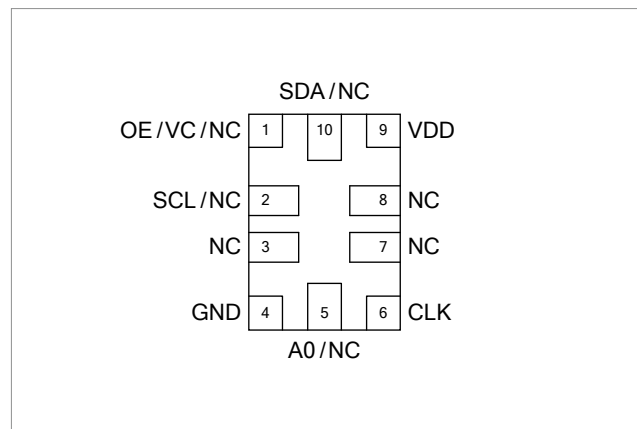 SDA/NC
OE/VC/NC 1 10 9 VDD
SCL/NC 2 8 NC
NC 3 7 NC
GND 4 5 6 CLK
A0/NC